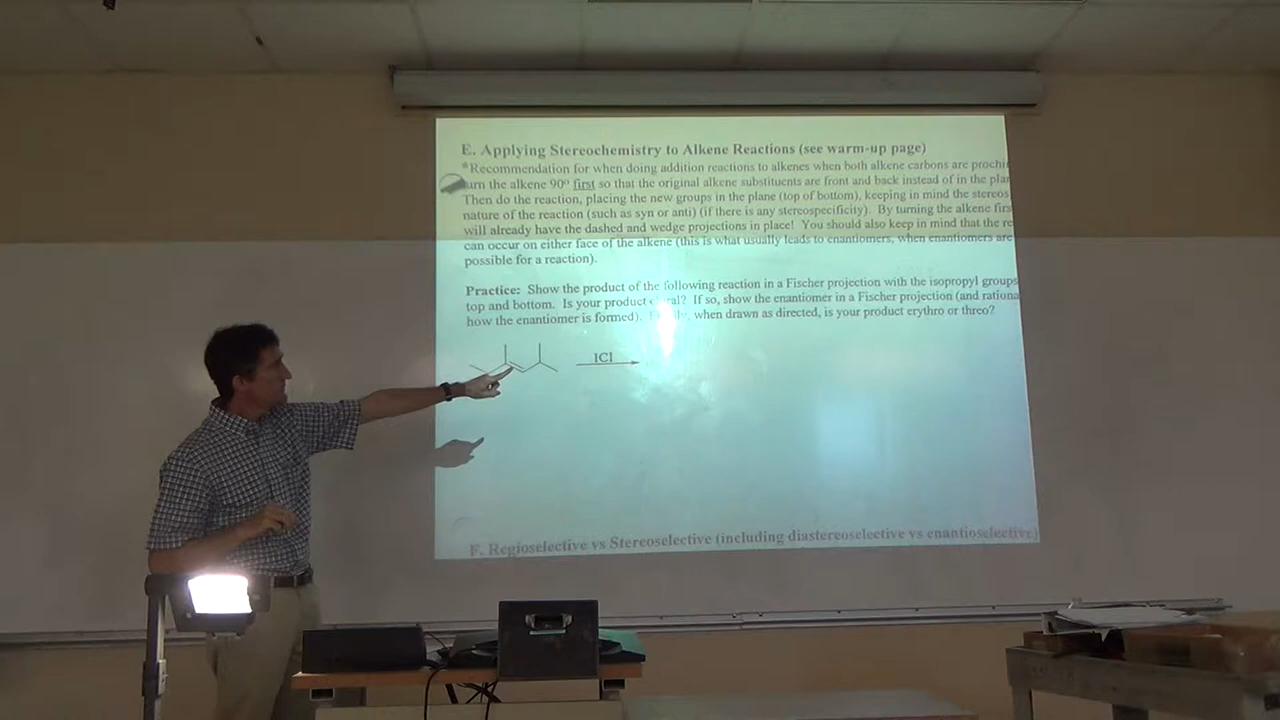 E. Applying Stereochemistry to Alkene Reactions (see warm-up page)
*Recommendation for when doing addition reactions to alkenes when both alkene carbons are prochi
urn the alkene 90° first so that the original alkene substituents are front and back instead of in the plan
Then do the reaction, placing the new groups in the plane (top of bottom), keeping in mind the stereos
nature of the reaction (such as syn or anti) (if there is any stereospecificity). By turning the alkene firs
will already have the dashed and wedge projections in place! You should also keep in mind that the re
can occur on either face of the alkene (this is what usually leads to enantiomers, when enantiomers are
possible for a reaction).
Practice: Show the product of the following reaction in a Fischer projection with the isopropyl groups
top and bottom. Is your product If so, show the enantiomer in a Fischer projection (and rationa
how the enantiomer is formed). when drawn as directed, is your product erythro or threo?
ICl
F. Regioselective vs Stereoselective (including diastereoselective vs enantioselective)